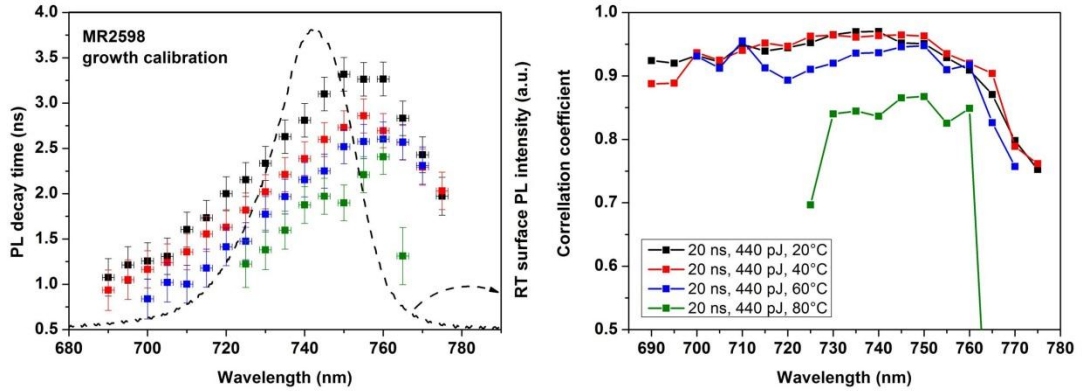 MR2598
growth calibration
PL decay time (ns)
4.0
3.5
3.0
2.5
2.0
1.5
1.0
0.5
680
700
720
740
760
780
Wavelength (nm)
RT surface PL intensity (a.u.)
Correllation coefficient
1.0
0.9
0.8
0.7
0.6
0.5
20 ns, 440 pJ, 20°C
20 ns, 440 pJ, 40°C
20 ns, 440 pJ, 60°C
20 ns, 440 pJ, 80°C
690
700
710
720
730
740
750
760
770
780
Wavelength (nm)